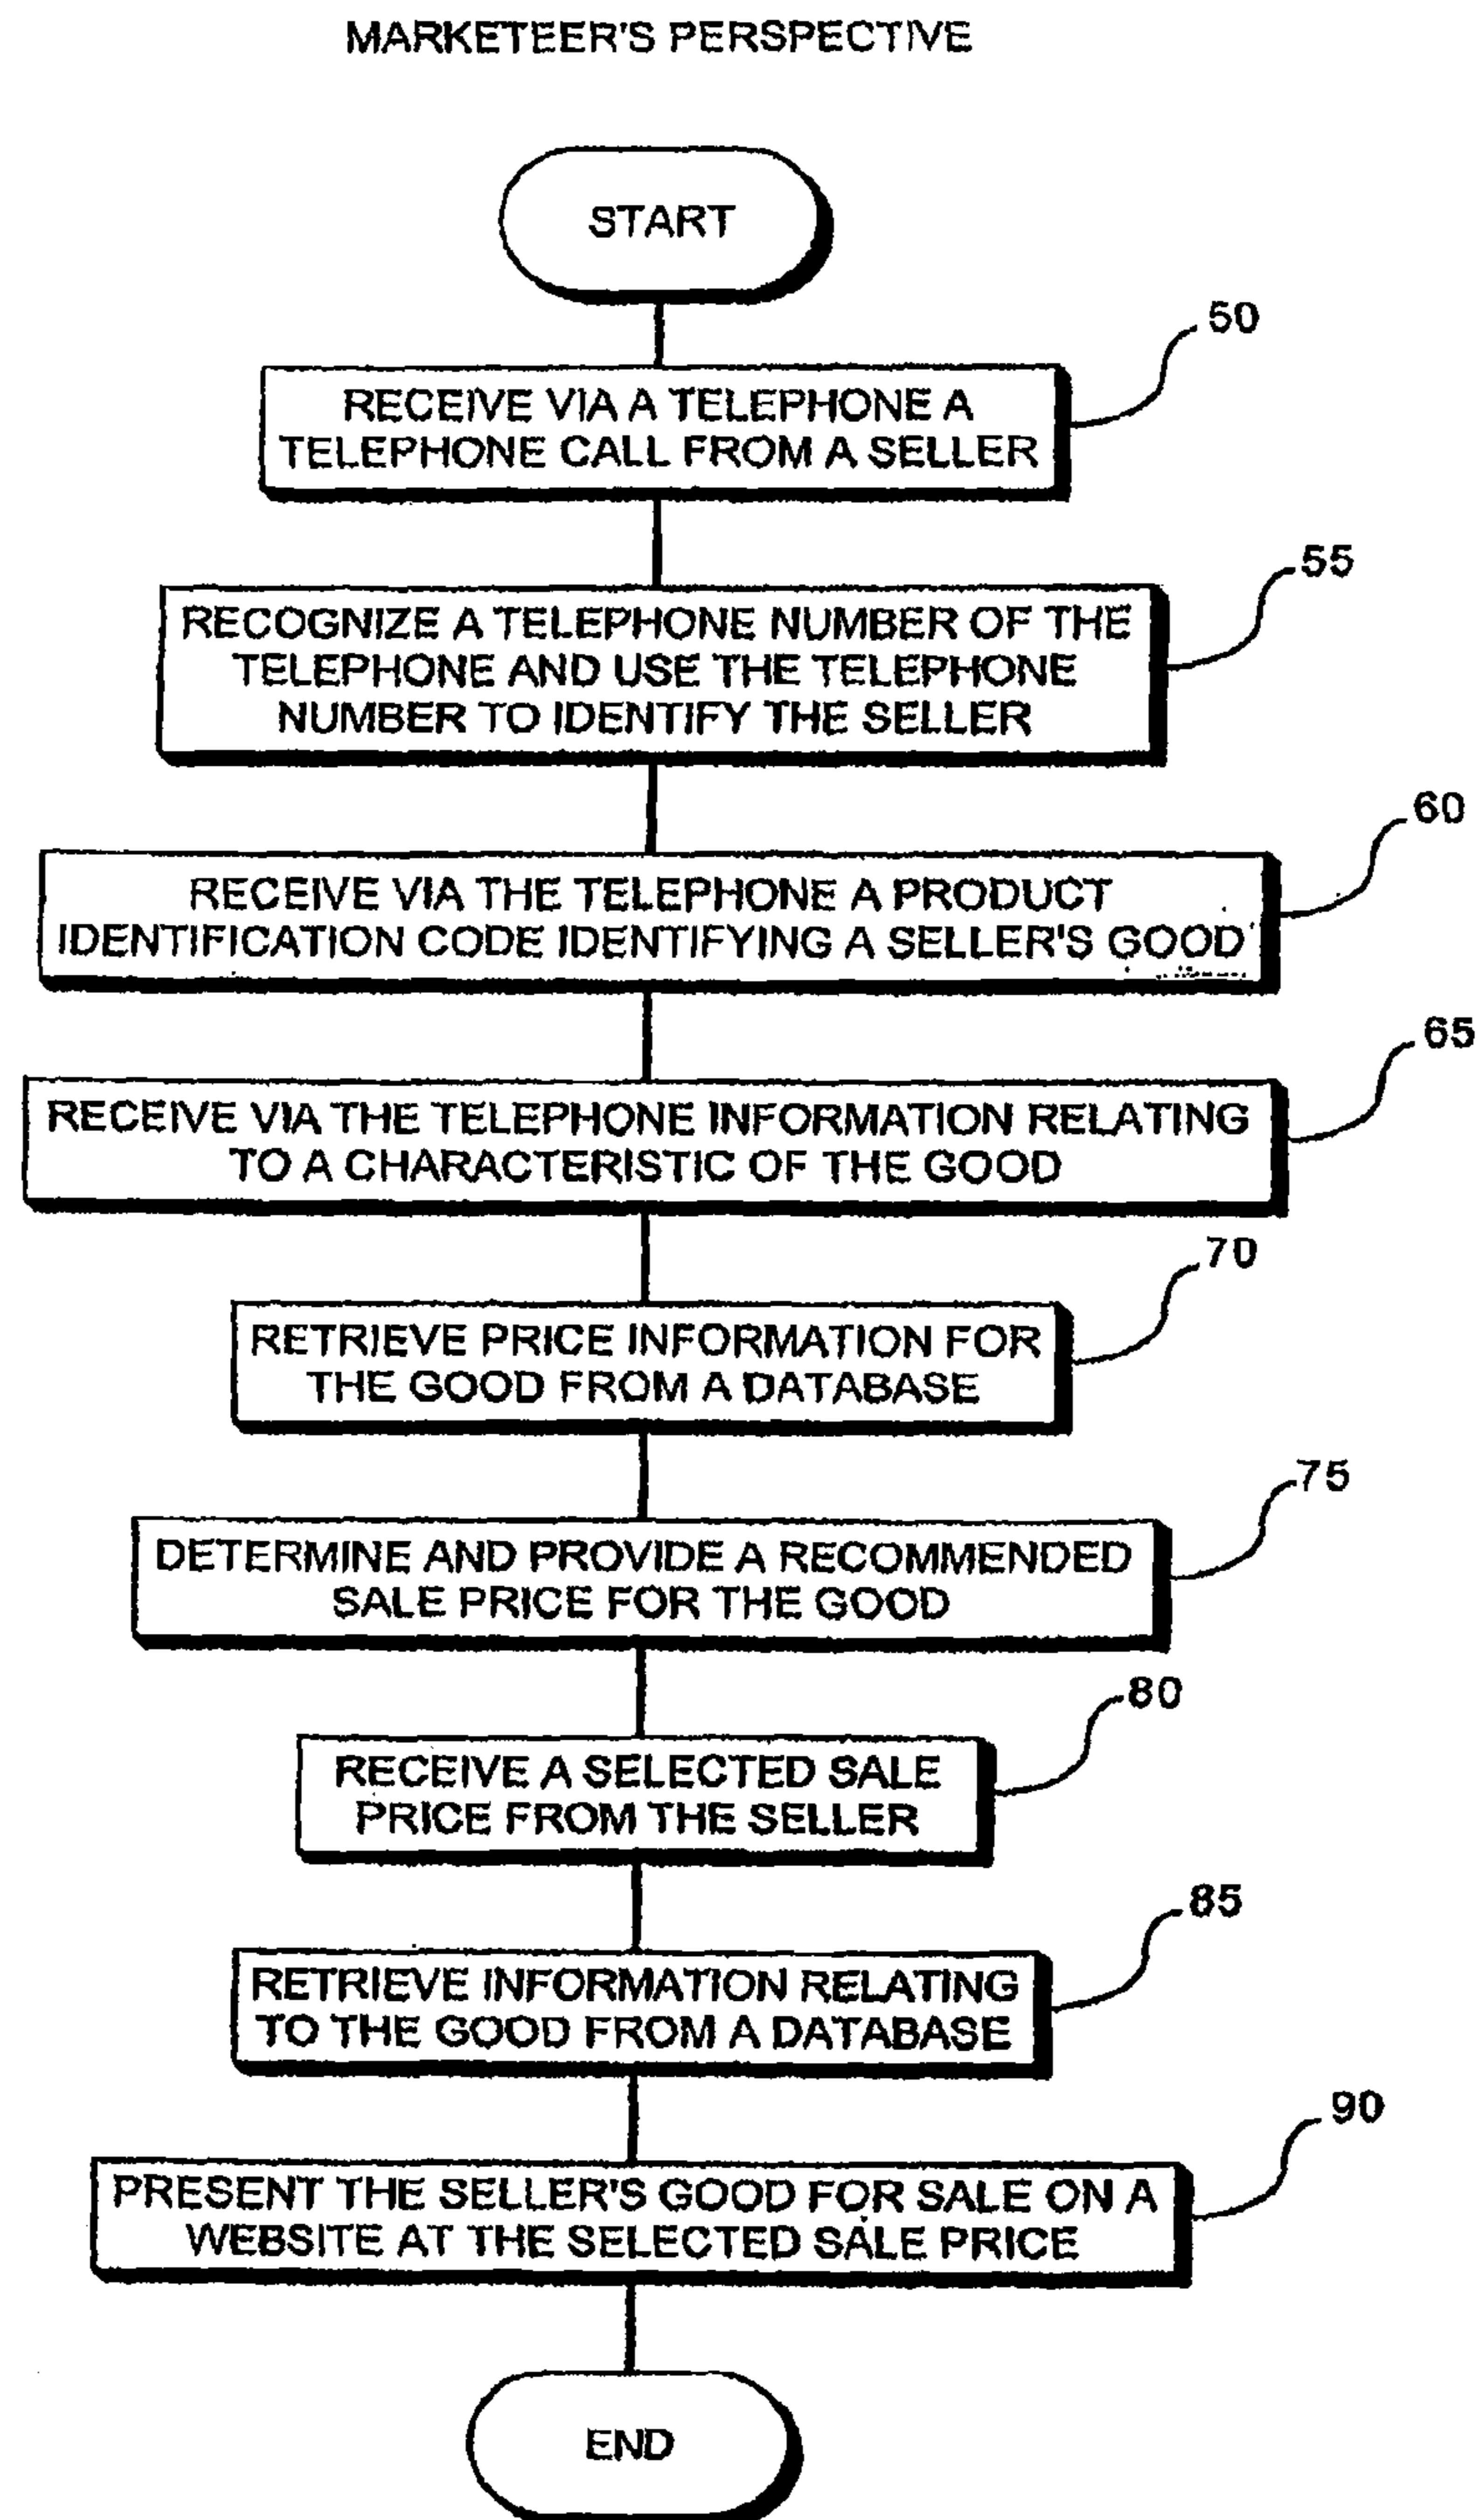 MARKETEER'S PERSPECTIVE
START
50
RECEIVE VIA A TELEPHONE A
TELEPHONE CALL FROM A SELLER
55
RECOGNIZE A TELEPHONE NUMBER OF THE
TELEPHONE AND USE THE TELEPHONE
NUMBER TO IDENTIFY THE SELLER
60
RECEIVE VIA THE TELEPHONE A PRODUCT
IDENTIFICATION CODE IDENTIFYING A SELLER'S GOOD
65
RECEIVE VIA THE TELEPHONE INFORMATION RELATING
TO A CHARACTERISTIC OF THE GOOD
70
RETRIEVE PRICE INFORMATION FOR
THE GOOD FROM A DATABASE
75
DETERMINE AND PROVIDE A RECOMMENDED
SALE PRICE FOR THE GOOD
80
RECEIVE A SELECTED SALE
PRICE FROM THE SELLER
85
RETRIEVE INFORMATION RELATING
TO THE GOOD FROM A DATABASE
90
PRESENT THE SELLER'S GOOD FOR SALE ON A
WEBSITE AT THE SELECTED SALE PRICE
END